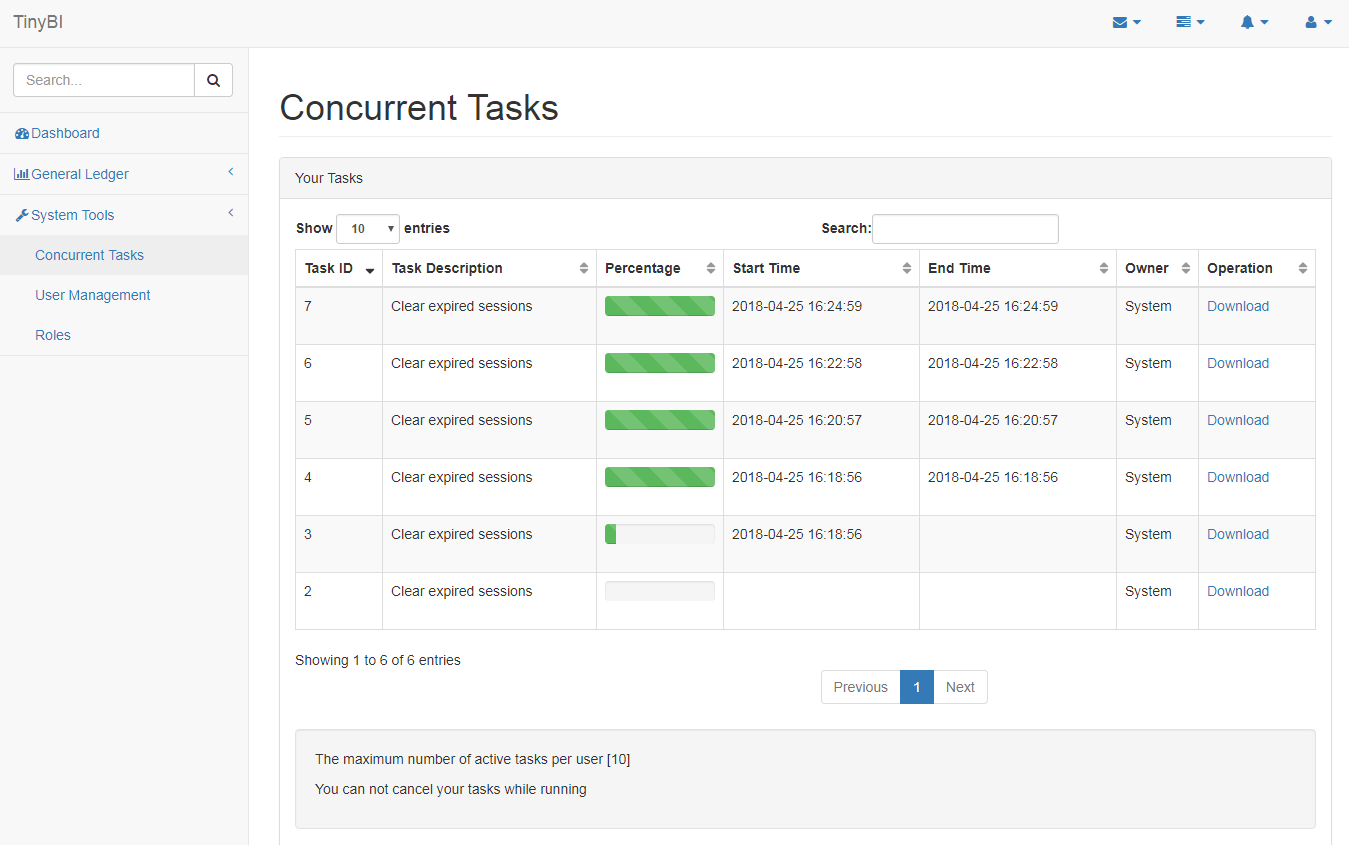 TinyBI
Search...
Dashboard
General Ledger
System Tools
Concurrent Tasks
User Management
Roles
Concurrent Tasks
Your Tasks
Show 10 entries Search:
Task ID Task Description Percentage Start Time End Time Owner Operation
7 Clear expired sessions 2018-04-25 16:24:59 2018-04-25 16:24:59 System Download
6 Clear expired sessions 2018-04-25 16:22:58 2018-04-25 16:22:58 System Download
5 Clear expired sessions 2018-04-25 16:20:57 2018-04-25 16:20:57 System Download
4 Clear expired sessions 2018-04-25 16:18:56 2018-04-25 16:18:56 System Download
3 Clear expired sessions 2018-04-25 16:18:56 System Download
2 Clear expired sessions System Download
Showing 1 to 6 of 6 entries
Previous 1 Next
The maximum number of active tasks per user [10]
You can not cancel your tasks while running